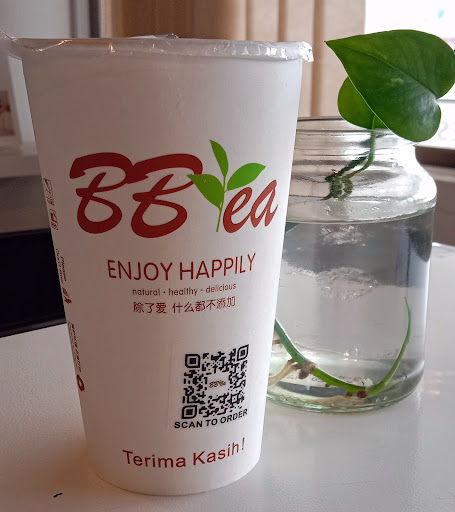 BBTea
ENJOY HAPPILY
natural • healthy • delicious
除了爱 什么都不添加
BBTea
SCAN TO ORDER
Terima Kasih!